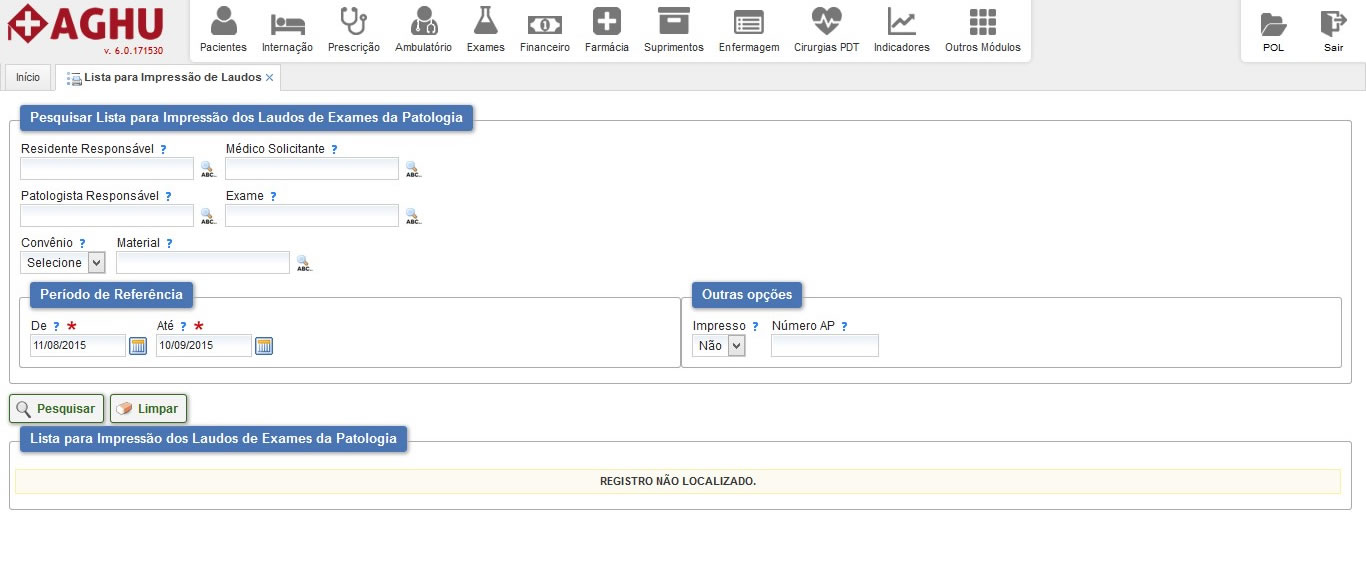 AGHU
v. 6.0.171530
Pacientes Internação Prescrição Ambulatório Exames Financeiro Farmácia Suprimentos Enfermagem Cirurgias PDT Indicadores Outros Módulos POL Sair
Início Lista para Impressão de Laudos
Pesquisar Lista para Impressão dos Laudos de Exames da Patologia
Residente Responsável ? Médico Solicitante ?
ABC.. ABC..
Patologista Responsável ? Exame ?
ABC.. ABC..
Convênio ? Material ?
Selecione ABC..
Período de Referência Outras opções
De ? * Até ? * Impresso ? Número AP ?
11/08/2015 10/09/2015 Não
Pesquisar Limpar
Lista para Impressão dos Laudos de Exames da Patologia
REGISTRO NÃO LOCALIZADO.